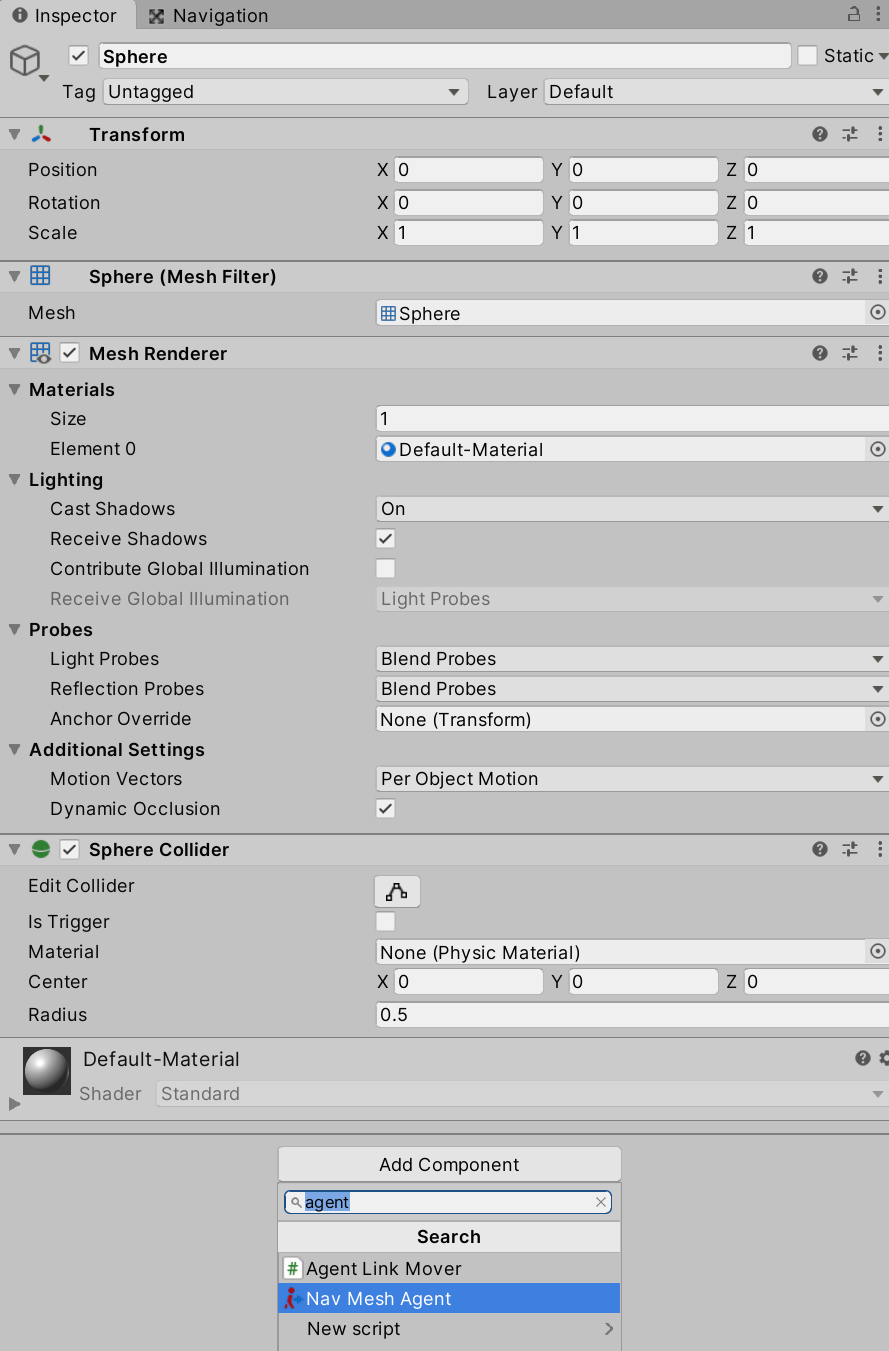 Inspector Navigation
Sphere Static
Tag Untagged Layer Default
Transform
Position X 0 Y 0 Z 0
Rotation X 0 Y 0 Z 0
Scale X 1 Y 1 Z 1
Sphere (Mesh Filter)
Mesh Sphere
Mesh Renderer
Materials
Size 1
Element 0 Default-Material
Lighting
Cast Shadows On
Receive Shadows
Contribute Global Illumination
Receive Global Illumination Light Probes
Probes
Light Probes Blend Probes
Reflection Probes Blend Probes
Anchor Override None (Transform)
Additional Settings
Motion Vectors Per Object Motion
Dynamic Occlusion
Sphere Collider
Edit Collider
Is Trigger
Material None (Physic Material)
Center X 0 Y 0 Z 0
Radius 0.5
Default-Material
Shader Standard
Add Component
agent
Search
# Agent Link Mover
Nav Mesh Agent
New script